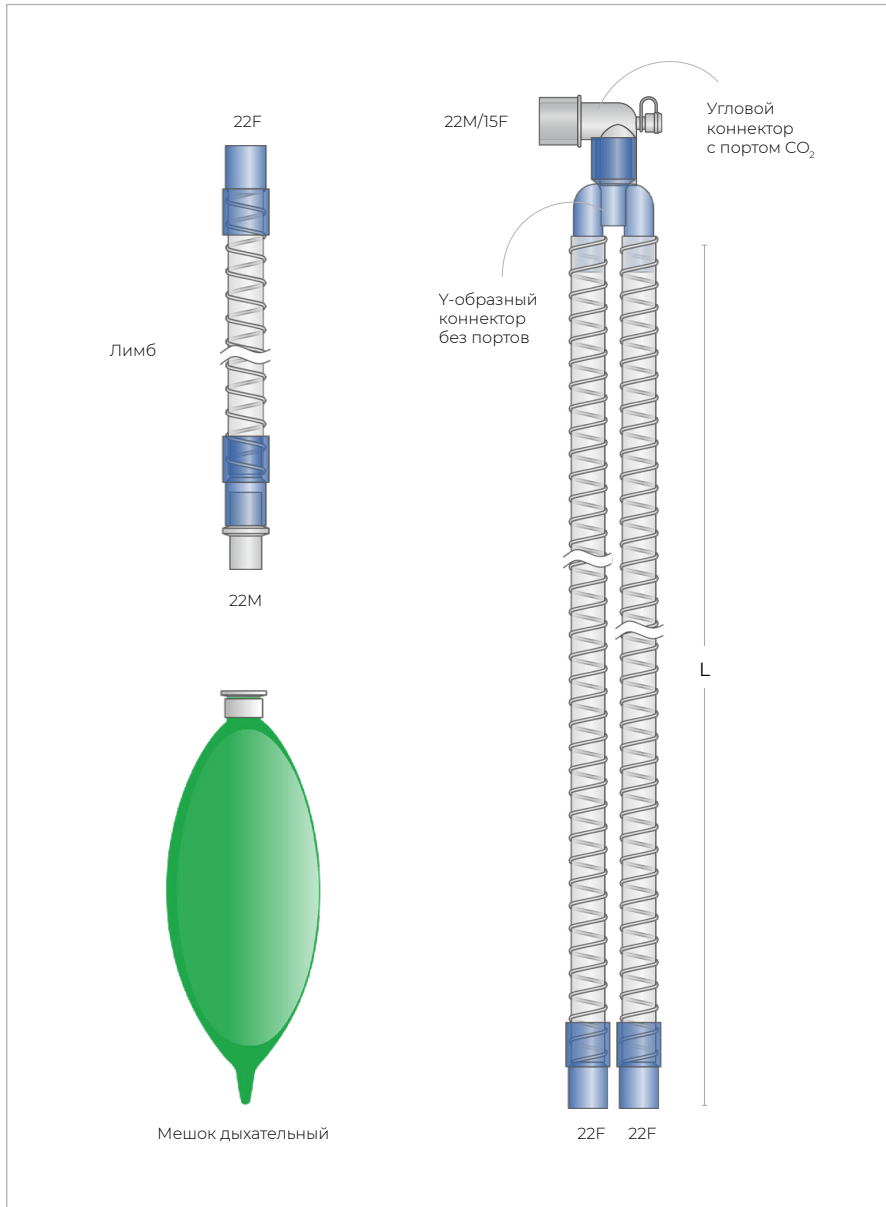 22F
22M/15F
Угловой
коннектор
с портом CO₂
Y-образный
коннектор
без портов
Лимб
22M
L
Мешок дыхательный
22F
22F